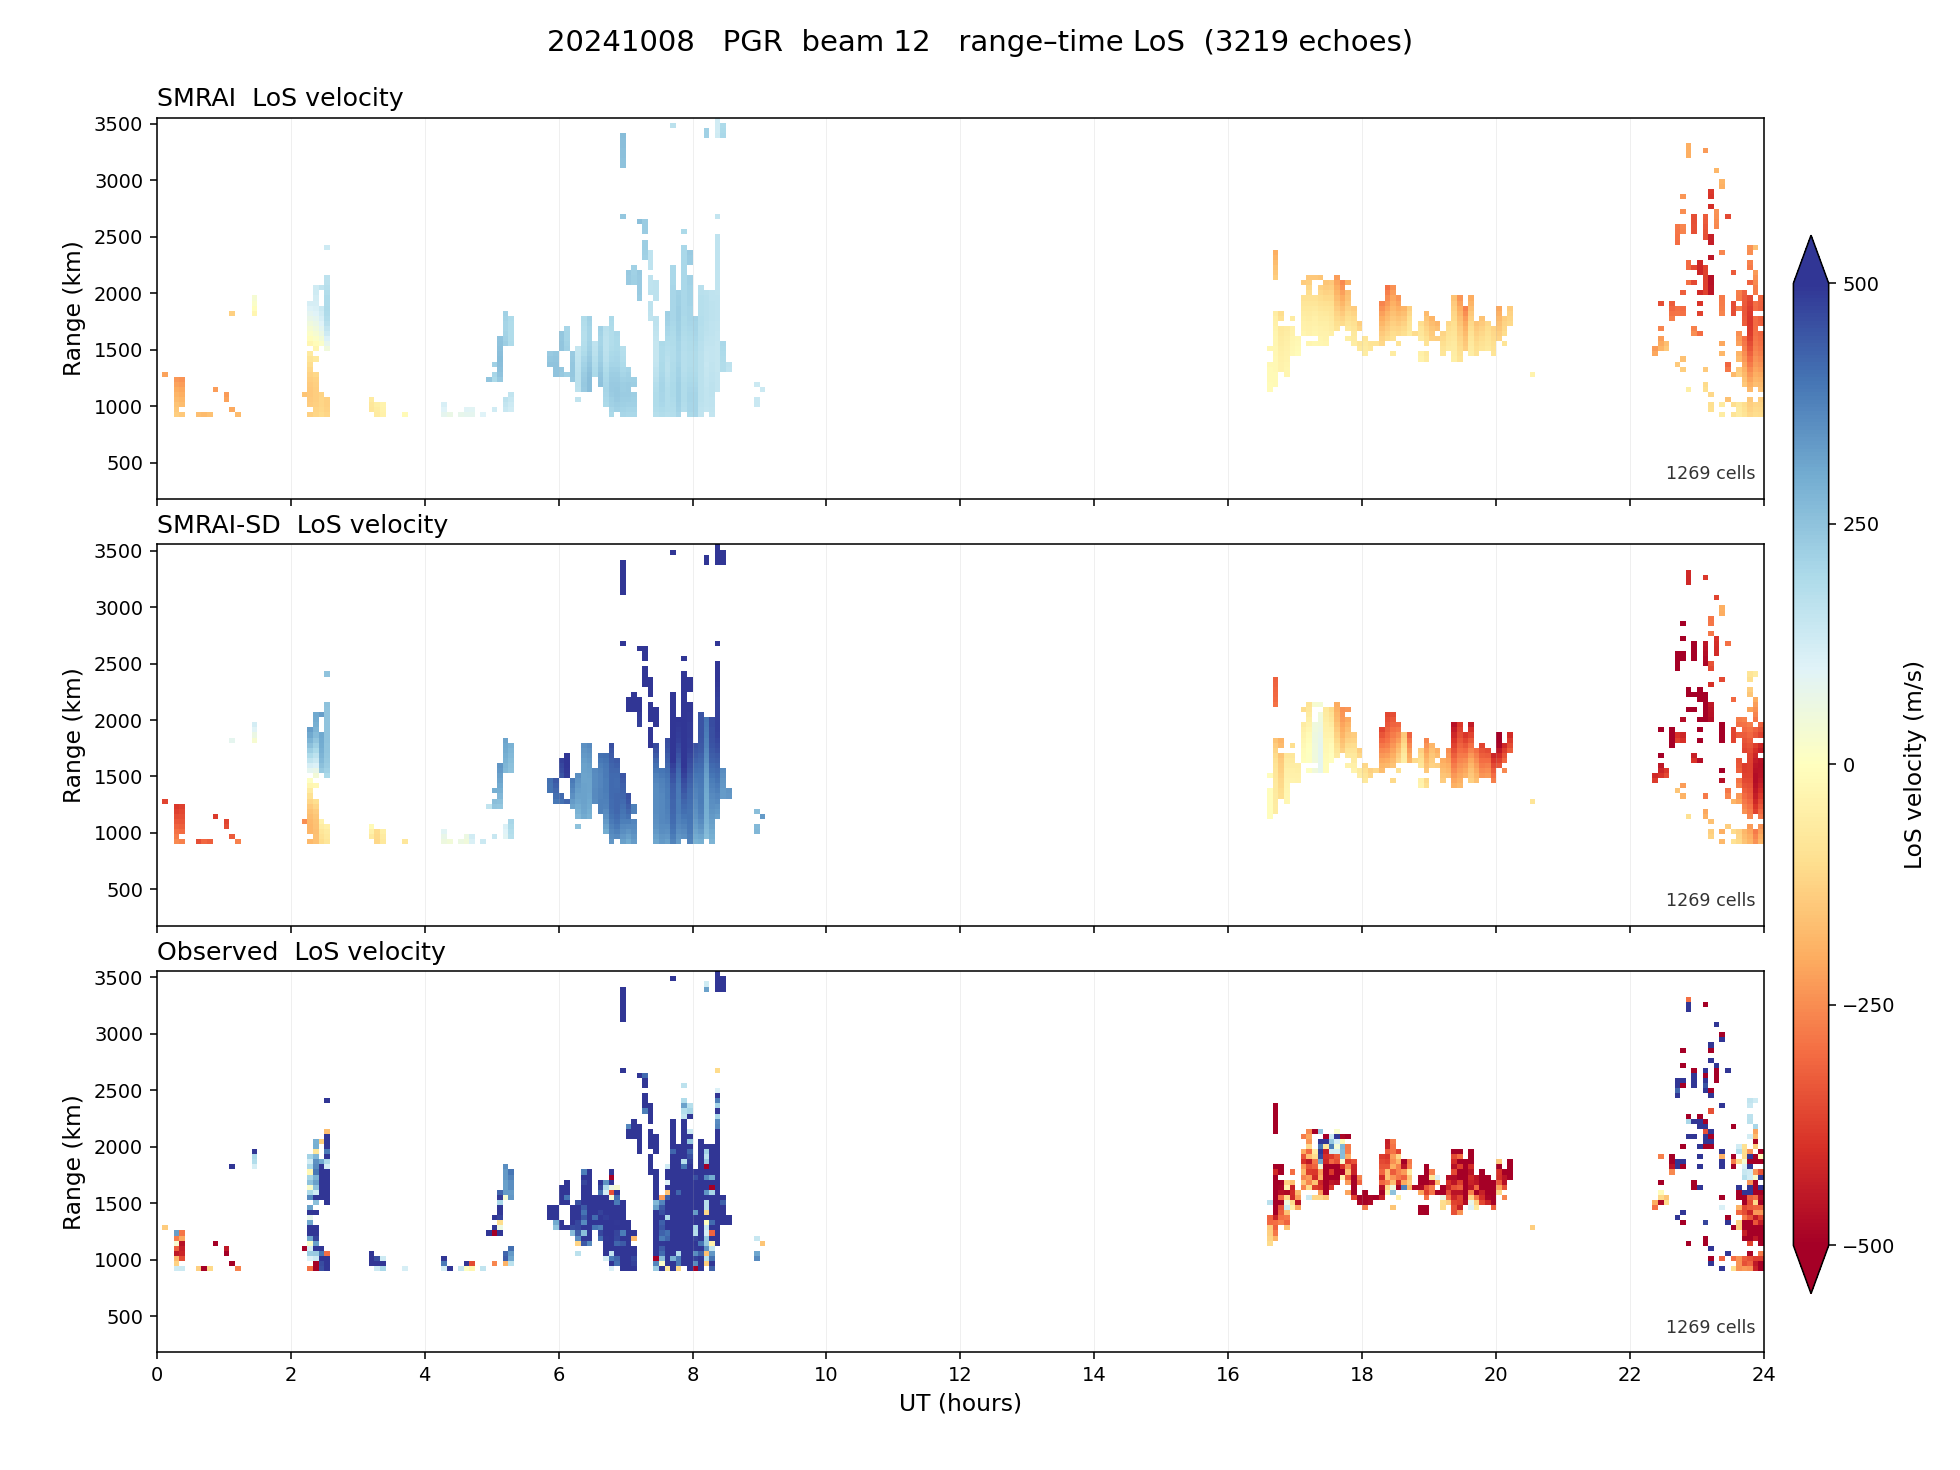 20241008   PGR  beam 12   range–time LoS  (3219 echoes)
SMRAI  LoS velocity
3500
3000
2500
2000
1500
1000
500
Range (km)
1269 cells
SMRAI-SD  LoS velocity
3500
3000
2500
2000
1500
1000
500
Range (km)
1269 cells
Observed  LoS velocity
3500
3000
2500
2000
1500
1000
500
Range (km)
1269 cells
0 2 4 6 8 10 12 14 16 18 20 22 24
UT (hours)
500
250
0
−250
−500
LoS velocity (m/s)